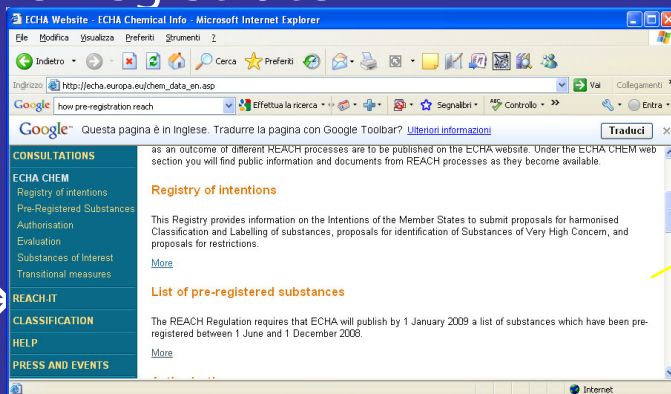 ECHA Website - ECHA Chemical Info - Microsoft Internet Explorer
File Modifica Visualizza Preferiti Strumenti ?
Indietro Cerca Preferiti
Indirizzo http://echa.europa.eu/chem_data_en.asp Vai Collegamenti »
Google how pre-registration reach Effettua la ricerca Segnalibri Controllo » Entra
Google™ Questa pagina è in Inglese. Tradurre la pagina con Google Toolbar? Ulteriori informazioni Traduci
CONSULTATIONS
ECHA CHEM
Registry of intentions
Pre-Registered Substances
Authorisation
Evaluation
Substances of Interest
Transitional measures
REACH-IT
CLASSIFICATION
HELP
PRESS AND EVENTS
as an outcome of different REACH processes are to be published on the ECHA website. Under the ECHA CHEM web
section you will find public information and documents from REACH processes as they become available.
Registry of intentions
This Registry provides information on the Intentions of the Member States to submit proposals for harmonised
Classification and Labelling of substances, proposals for identification of Substances of Very High Concern, and
proposals for restrictions.
More
List of pre-registered substances
The REACH Regulation requires that ECHA will publish by 1 January 2009 a list of substances which have been pre-
registered between 1 June and 1 December 2008.
More
Internet